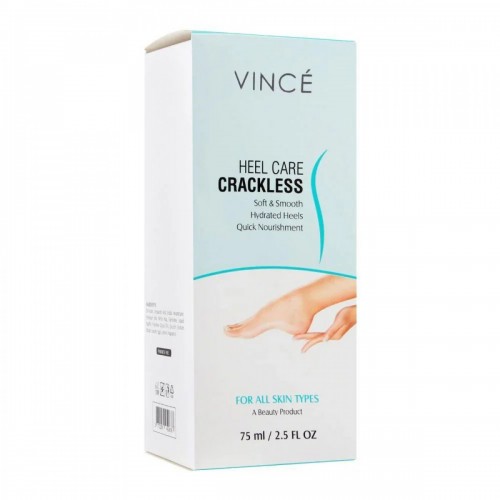 VINCÉ
HEEL CARE
CRACKLESS
Soft & Smooth
Hydrated Heels
Quick Nourishment
FOR ALL SKIN TYPES
A Beauty Product
75 ml / 2.5 FL OZ